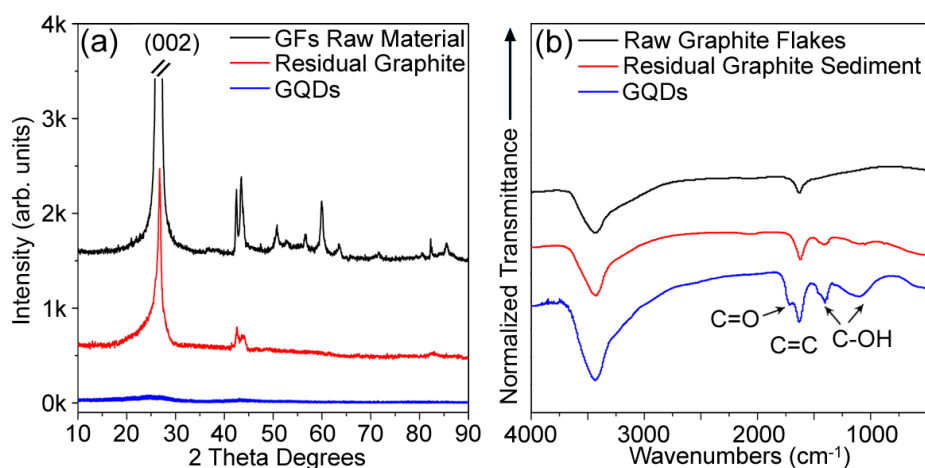 (a)
(002)
GFs Raw Material
Residual Graphite
GQDs
4k
3k
2k
1k
0k
Intensity (arb. units)
10 20 30 40 50 60 70 80 90
2 Theta Degrees
(b)
Raw Graphite Flakes
Residual Graphite Sediment
GQDs
Normalized Transmittance
C=O
C=C
C-OH
4000 3000 2000 1000
Wavenumbers (cm⁻¹)